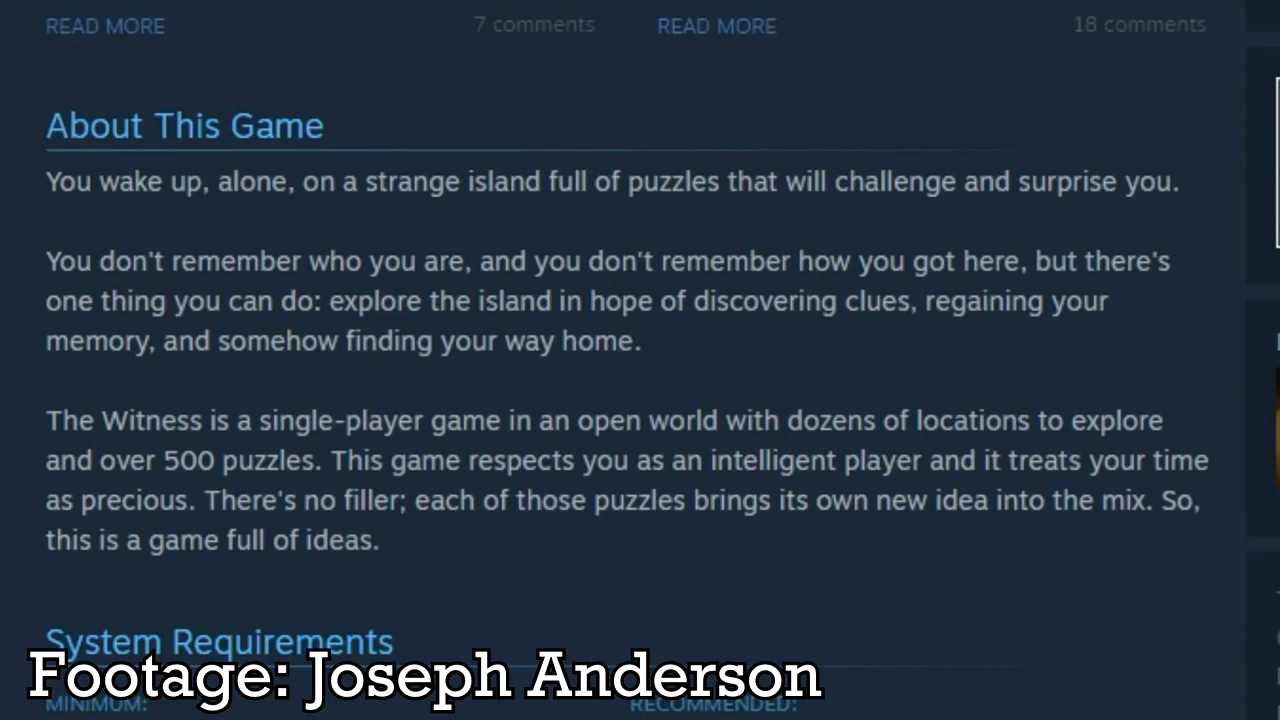 READ MORE 7 comments READ MORE 18 comments
About This Game
You wake up, alone, on a strange island full of puzzles that will challenge and surprise you.
You don't remember who you are, and you don't remember how you got here, but there's
one thing you can do: explore the island in hope of discovering clues, regaining your
memory, and somehow finding your way home.
The Witness is a single-player game in an open world with dozens of locations to explore
and over 500 puzzles. This game respects you as an intelligent player and it treats your time
as precious. There's no filler; each of those puzzles brings its own new idea into the mix. So,
this is a game full of ideas.
System Requirements
Footage: Joseph Anderson
MINIMUM: RECOMMENDED: